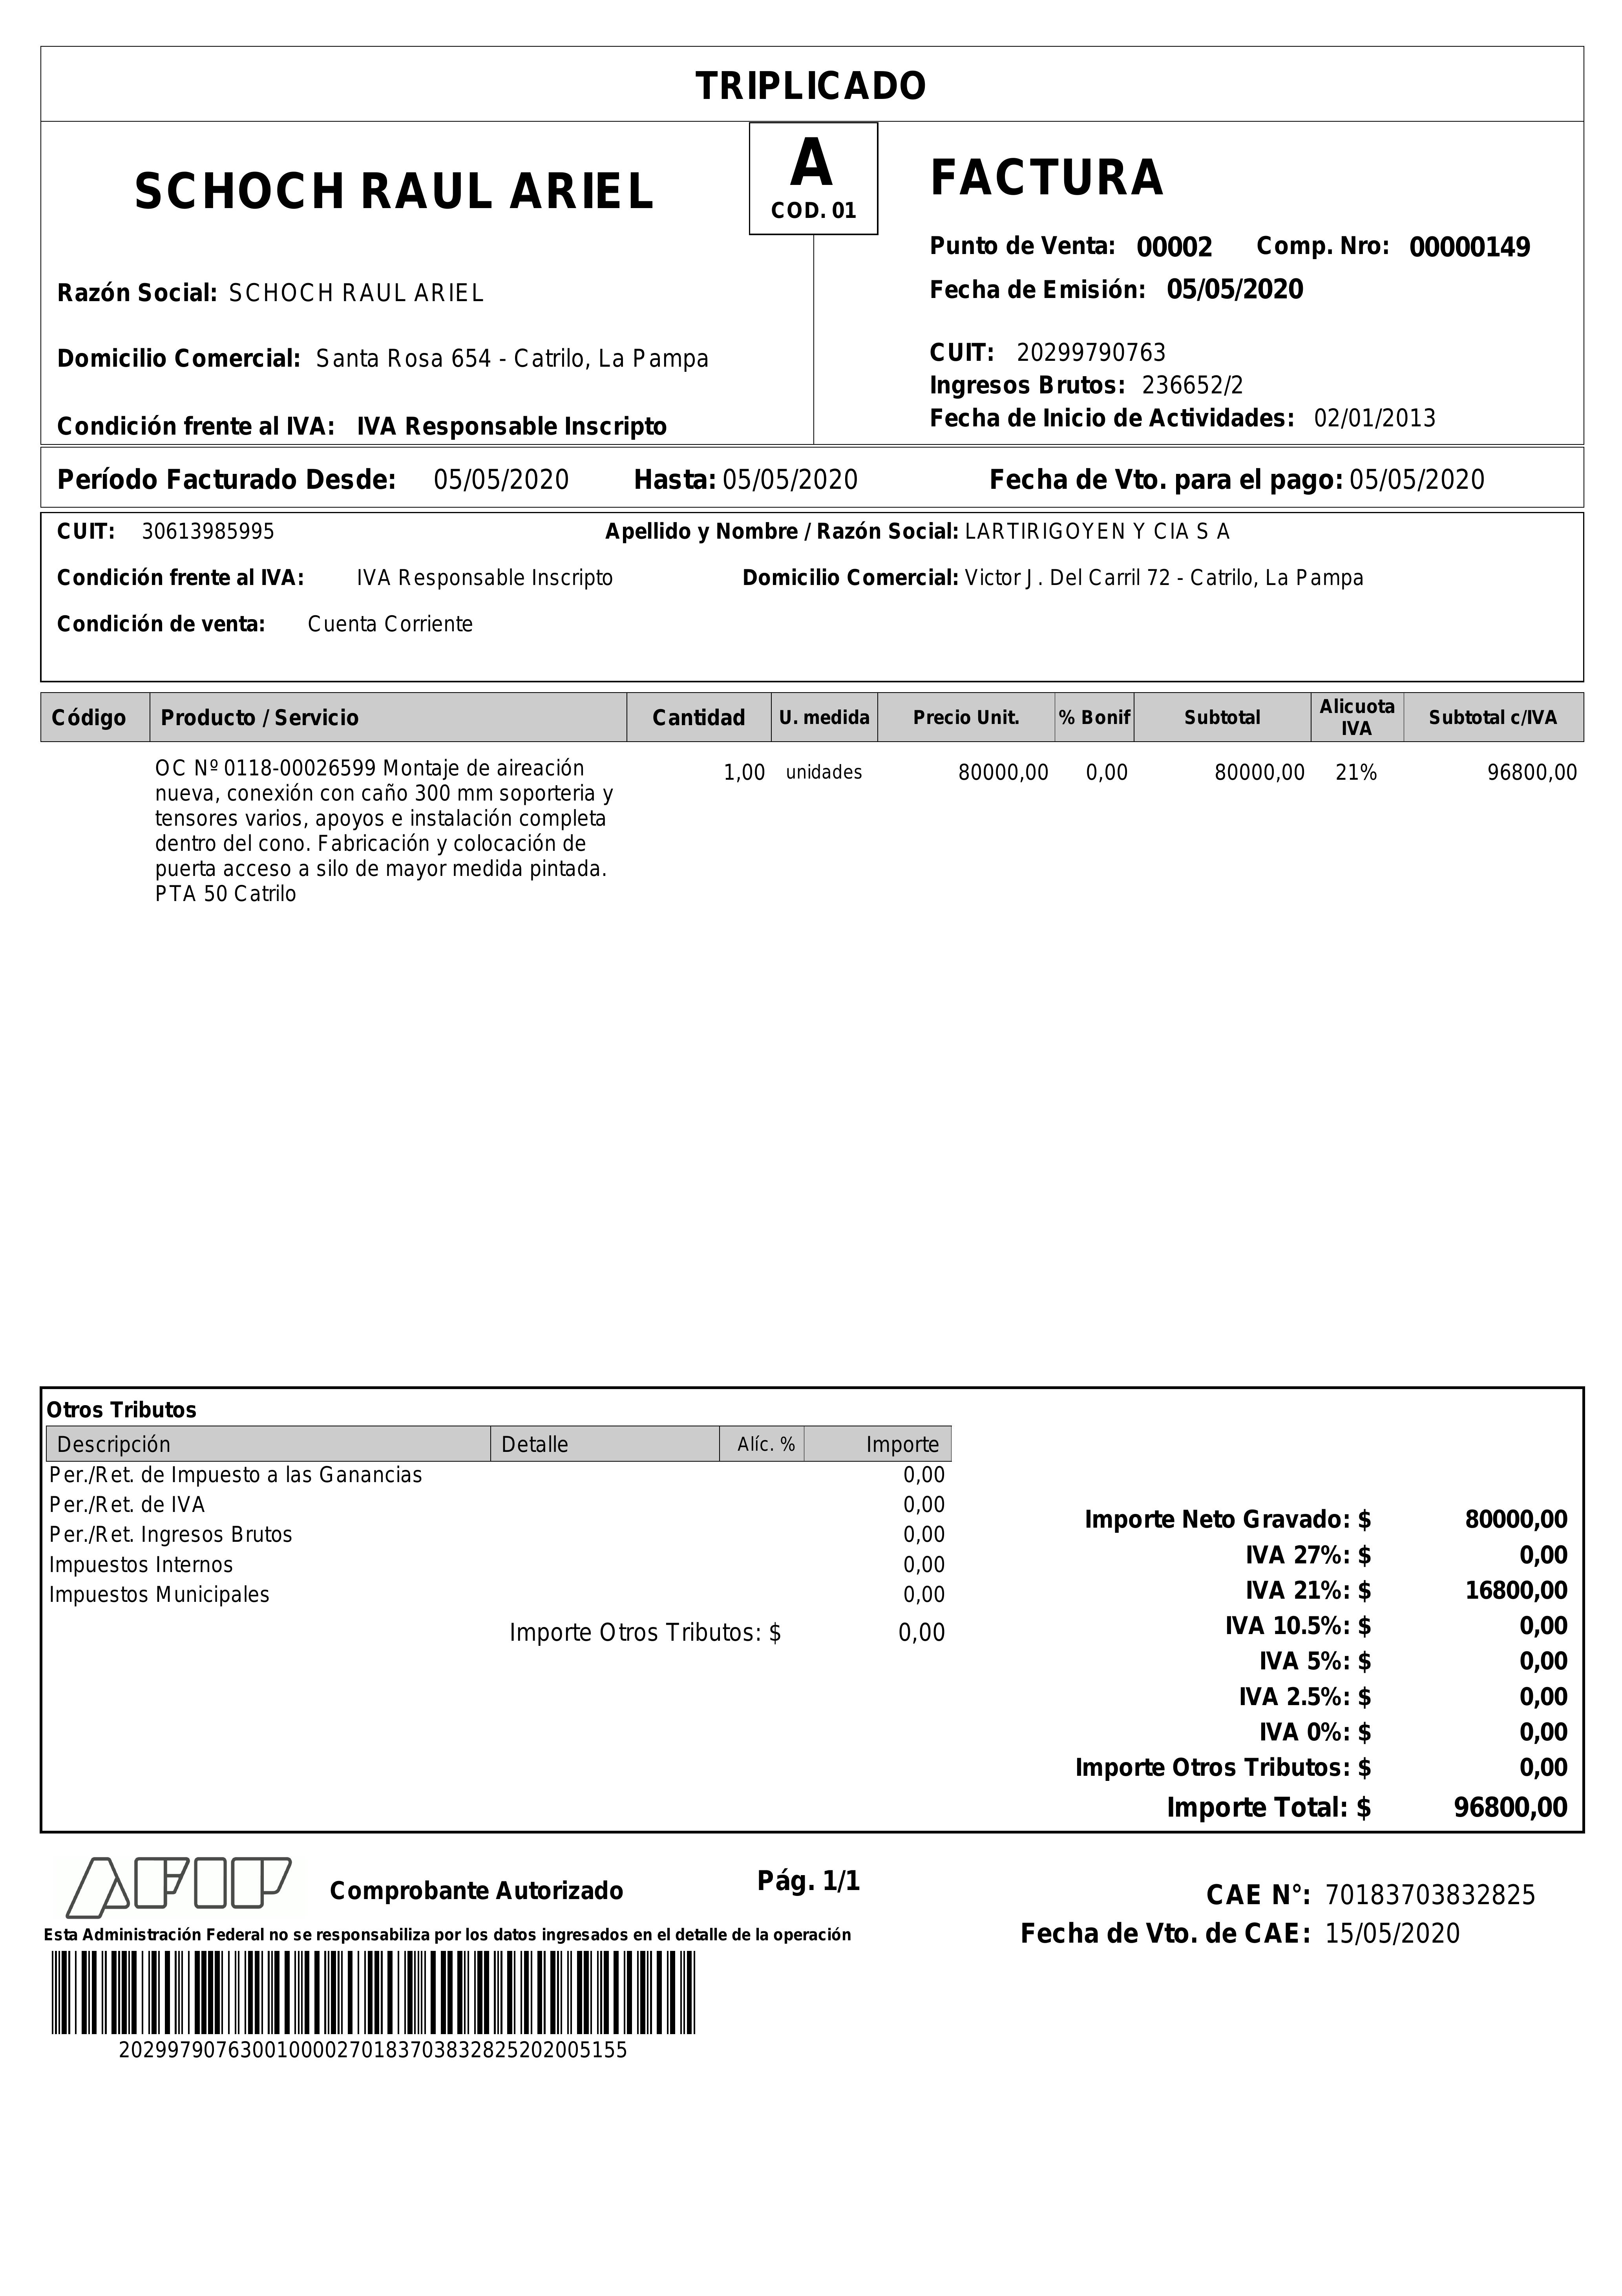 TRIPLICADO
SCHOCH RAUL ARIEL
A
COD. 01
FACTURA
Punto de Venta: 00002 Comp. Nro: 00000149
Fecha de Emisión: 05/05/2020
Razón Social: SCHOCH RAUL ARIEL
Domicilio Comercial: Santa Rosa 654 - Catrilo, La Pampa
Condición frente al IVA: IVA Responsable Inscripto
CUIT: 20299790763
Ingresos Brutos: 236652/2
Fecha de Inicio de Actividades: 02/01/2013
Período Facturado Desde: 05/05/2020 Hasta: 05/05/2020 Fecha de Vto. para el pago: 05/05/2020
CUIT: 30613985995 Apellido y Nombre / Razón Social: LARTIRIGOYEN Y CIA S A
Condición frente al IVA: IVA Responsable Inscripto Domicilio Comercial: Victor J. Del Carril 72 - Catrilo, La Pampa
Condición de venta: Cuenta Corriente
Código Producto / Servicio Cantidad U. medida Precio Unit. % Bonif Subtotal Alicuota IVA Subtotal c/IVA
OC Nº 0118-00026599 Montaje de aireación 1,00 unidades 80000,00 0,00 80000,00 21% 96800,00
nueva, conexión con caño 300 mm soporteria y
tensores varios, apoyos e instalación completa
dentro del cono. Fabricación y colocación de
puerta acceso a silo de mayor medida pintada.
PTA 50 Catrilo
Otros Tributos
Descripción Detalle Alíc. % Importe
Per./Ret. de Impuesto a las Ganancias 0,00
Per./Ret. de IVA 0,00
Per./Ret. Ingresos Brutos 0,00
Impuestos Internos 0,00
Impuestos Municipales 0,00
Importe Otros Tributos: $ 0,00
Importe Neto Gravado: $ 80000,00
IVA 27%: $ 0,00
IVA 21%: $ 16800,00
IVA 10.5%: $ 0,00
IVA 5%: $ 0,00
IVA 2.5%: $ 0,00
IVA 0%: $ 0,00
Importe Otros Tributos: $ 0,00
Importe Total: $ 96800,00
AFIP
Comprobante Autorizado
Pág. 1/1
CAE N°: 70183703832825
Fecha de Vto. de CAE: 15/05/2020
Esta Administración Federal no se responsabiliza por los datos ingresados en el detalle de la operación
202997907630010000270183703832825202005155